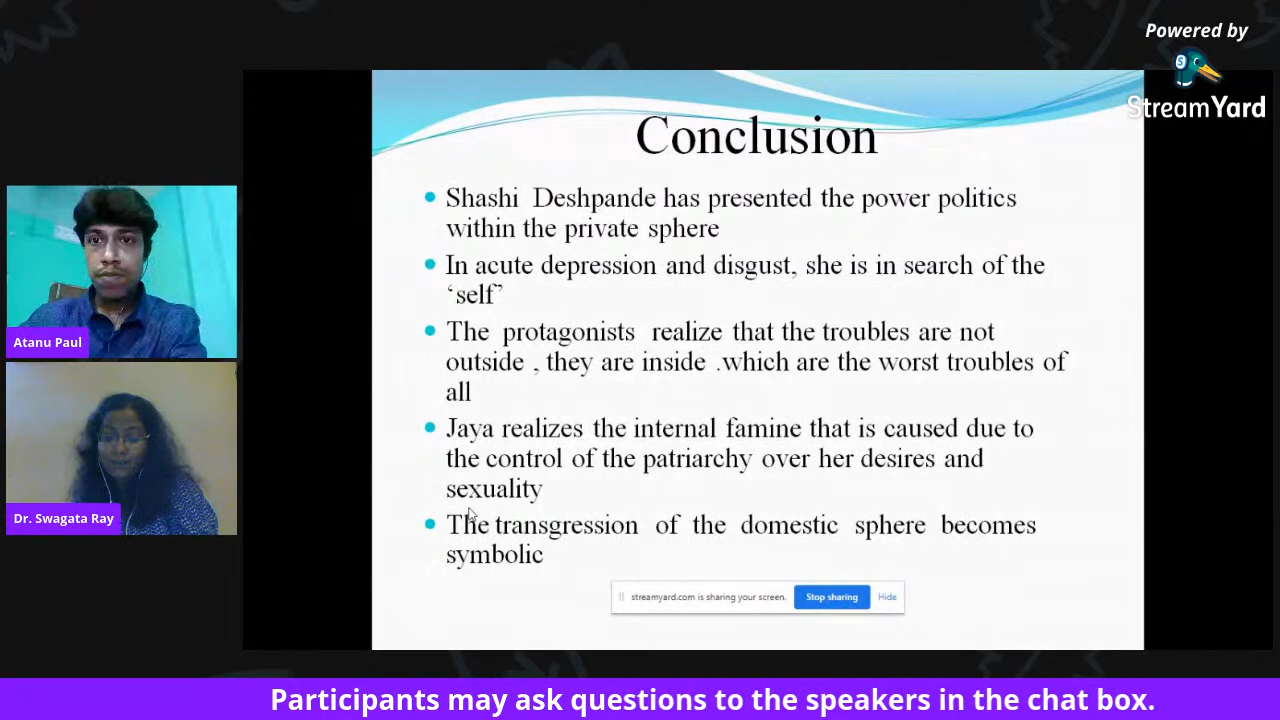 Powered by
StreamYard
Conclusion
Shashi Deshpande has presented the power politics
within the private sphere
In acute depression and disgust, she is in search of the
‘self’
The protagonists realize that the troubles are not
outside , they are inside .which are the worst troubles of
all
Jaya realizes the internal famine that is caused due to
the control of the patriarchy over her desires and
sexuality
The transgression of the domestic sphere becomes
symbolic
streamyard.com is sharing your screen.
Stop sharing
Hide
Atanu Paul
Dr. Swagata Ray
Participants may ask questions to the speakers in the chat box.